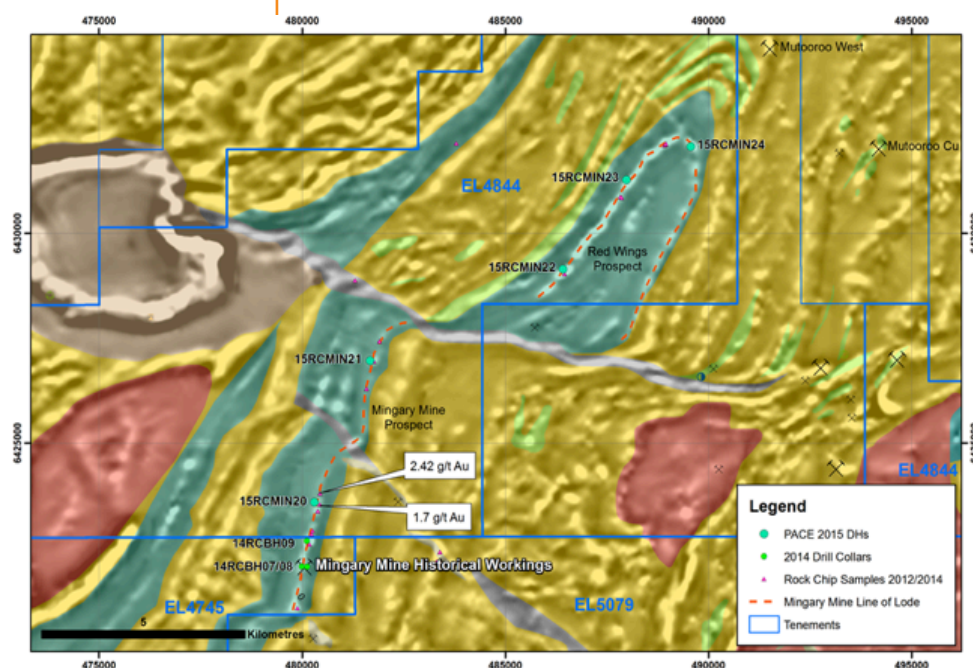 475000
480000
485000
490000
495000
Mutooroo West
Mutooroo Cu
15RCMIN24
15RCMIN23
EL4844
6430000
Red Wings
Prospect
15RCMIN22
15RCMIN21
Mingary Mine
Prospect
6425000
2.42 g/t Au
15RCMIN20
1.7 g/t Au
EL4844
14RCBH09
14RCBH07/08
Mingary Mine Historical Workings
EL4745
EL5079
5
Kilometres
Legend
PACE 2015 DHs
2014 Drill Collars
Rock Chip Samples 2012/2014
Mingary Mine Line of Lode
Tenements
475000
480000
485000
490000
495000